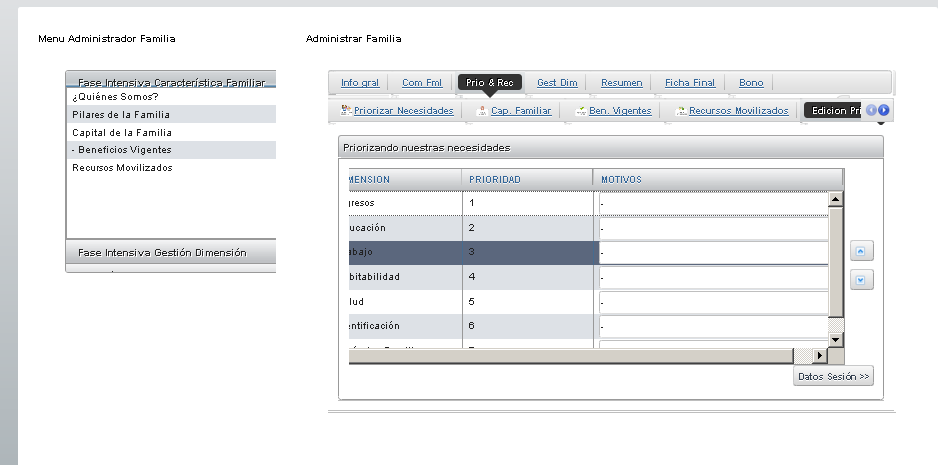 Menu Administrador Familia
Administrar Familia
Fase Intensiva Característica Familiar
¿Quiénes Somos?
Pilares de la Familia
Capital de la Familia
- Beneficios Vigentes
Recursos Movilizados
Fase Intensiva Gestión Dimensión
Info gral Com Fml Prio & Rec Gest Dim Resumen Ficha Final Bono
Priorizar Necesidades Cap. Familiar Ben. Vigentes Recursos Movilizados Edicion Pri
Priorizando nuestras necesidades
MENSION PRIORIDAD MOTIVOS
gresos 1 -
ucación 2 -
abajo 3 -
bitabilidad 4 -
lud 5 -
entificación 6 -
Datos Sesión >>